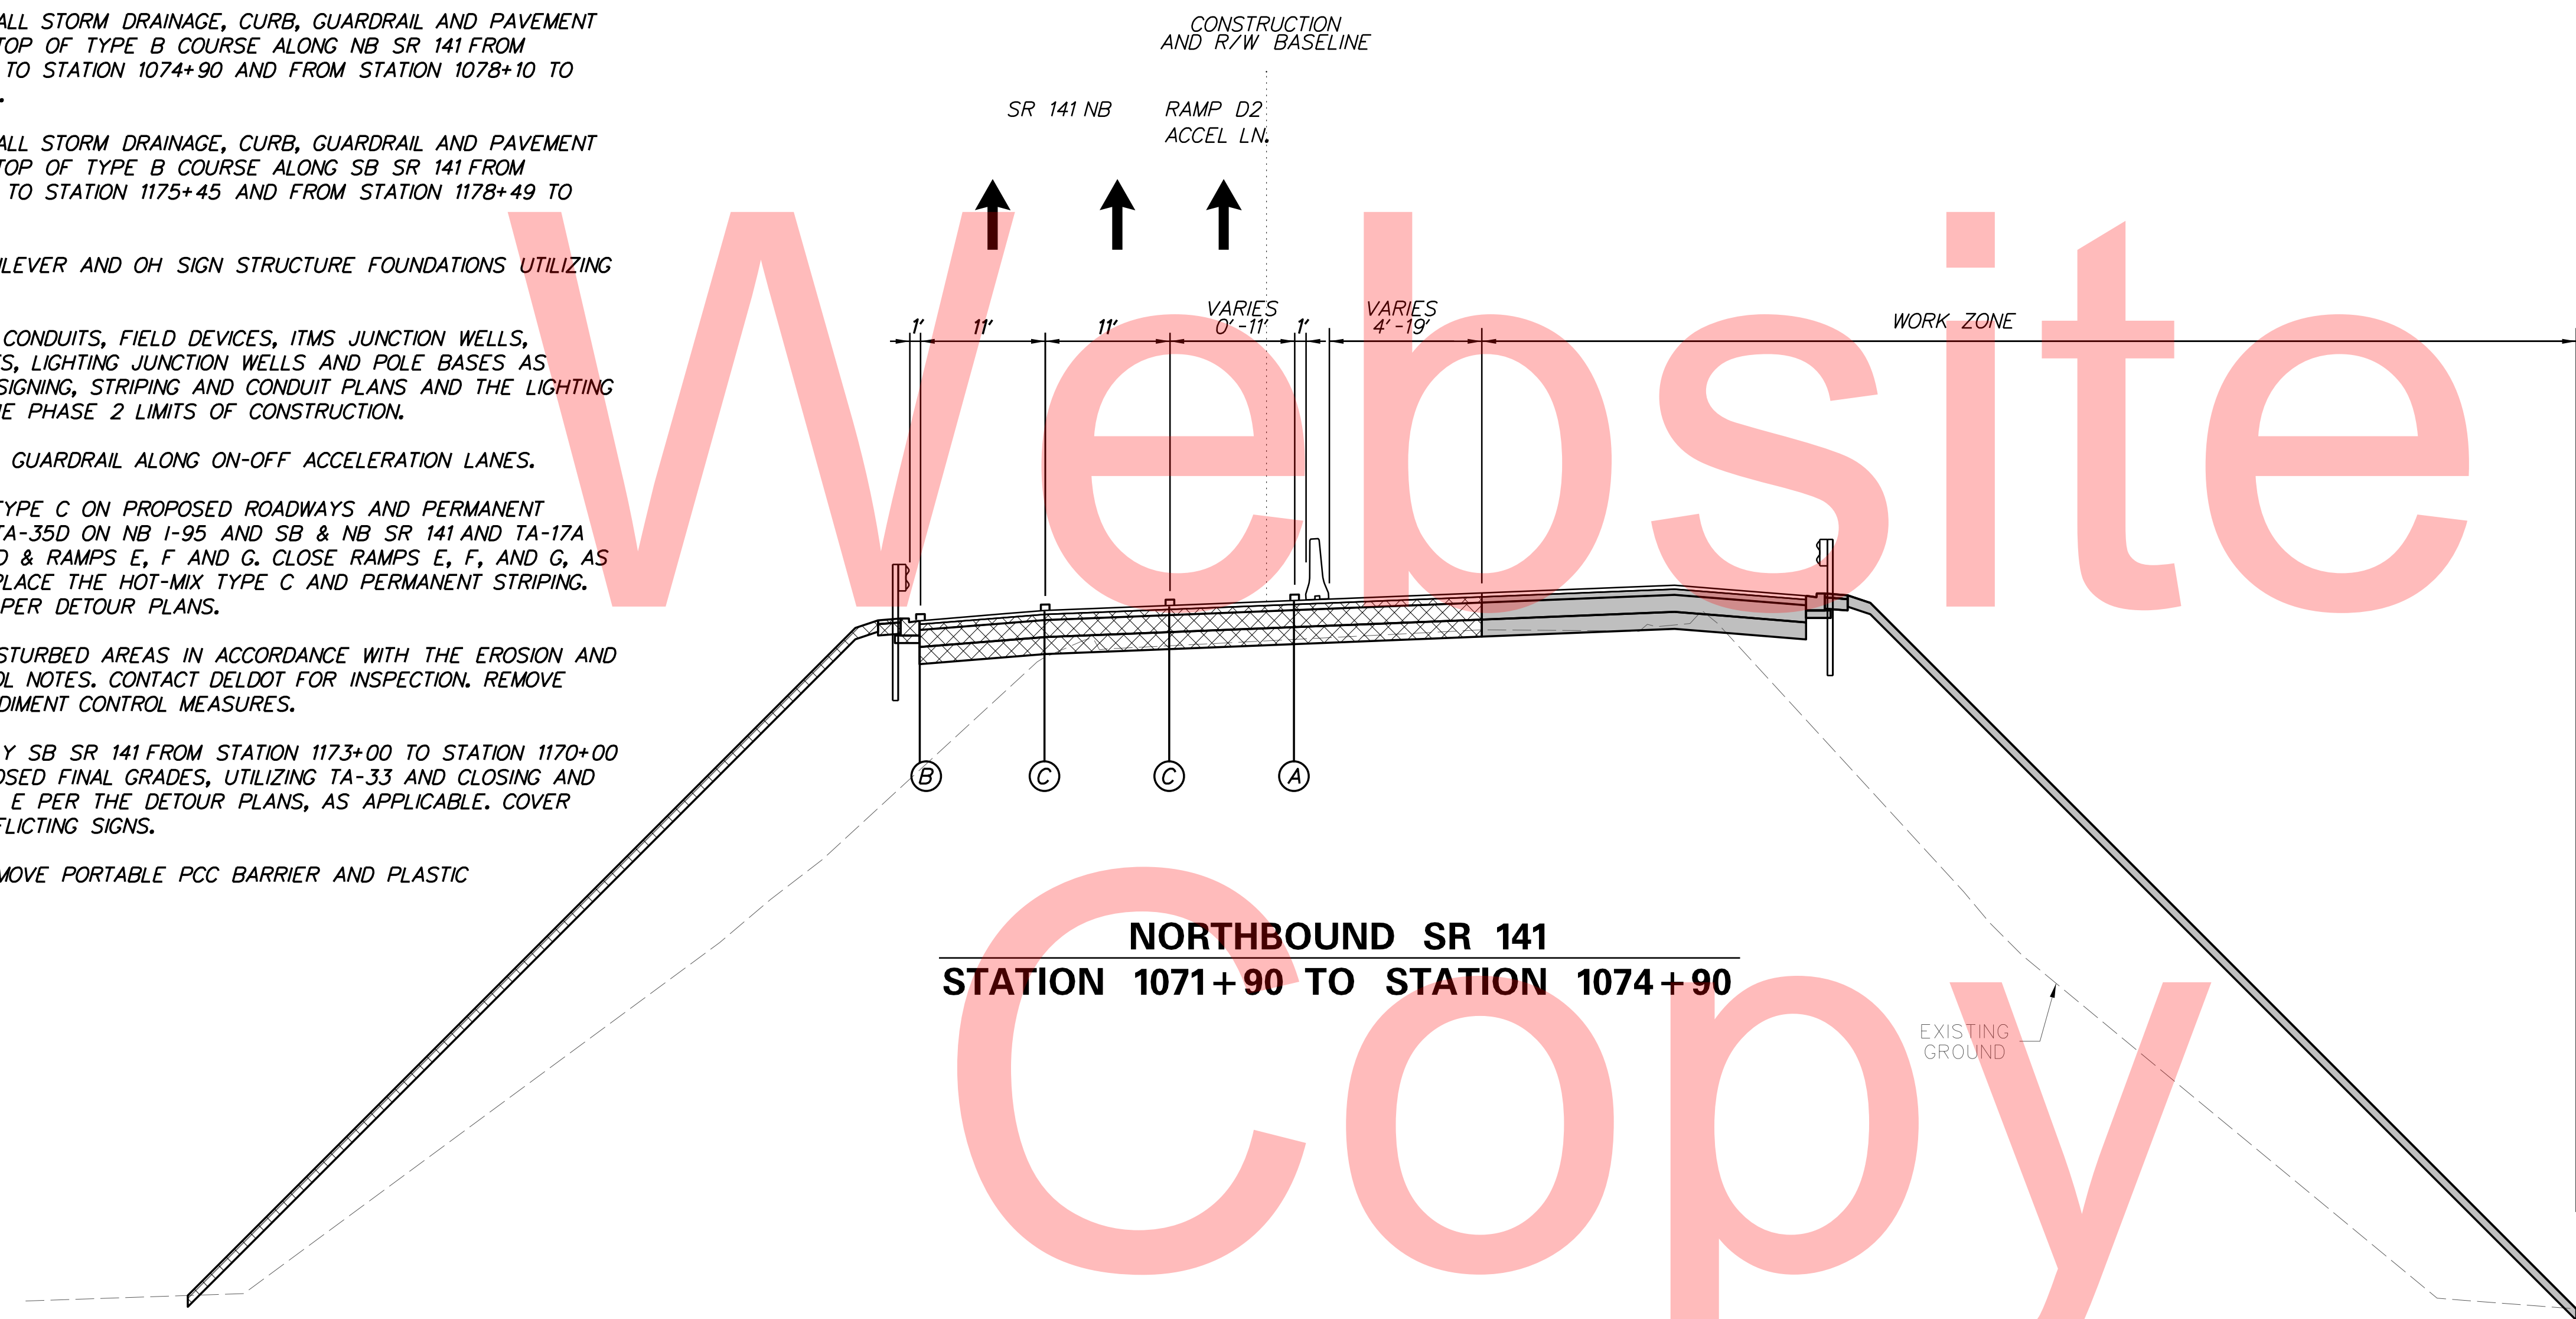 ALL STORM DRAINAGE, CURB, GUARDRAIL AND PAVEMENT
TOP OF TYPE B COURSE ALONG NB SR 141 FROM
TO STATION 1074+90 AND FROM STATION 1078+10 TO
.
ALL STORM DRAINAGE, CURB, GUARDRAIL AND PAVEMENT
TOP OF TYPE B COURSE ALONG SB SR 141 FROM
TO STATION 1175+45 AND FROM STATION 1178+49 TO
ILEVER AND OH SIGN STRUCTURE FOUNDATIONS UTILIZING
CONDUITS, FIELD DEVICES, ITMS JUNCTION WELLS,
S, LIGHTING JUNCTION WELLS AND POLE BASES AS
SIGNING, STRIPING AND CONDUIT PLANS AND THE LIGHTING
E PHASE 2 LIMITS OF CONSTRUCTION.
GUARDRAIL ALONG ON-OFF ACCELERATION LANES.
TYPE C ON PROPOSED ROADWAYS AND PERMANENT
TA-35D ON NB I-95 AND SB & NB SR 141 AND TA-17A
D & RAMPS E, F AND G. CLOSE RAMPS E, F, AND G, AS
PLACE THE HOT-MIX TYPE C AND PERMANENT STRIPING.
PER DETOUR PLANS.
STURBED AREAS IN ACCORDANCE WITH THE EROSION AND
OL NOTES. CONTACT DELDOT FOR INSPECTION. REMOVE
DIMENT CONTROL MEASURES.
Y SB SR 141 FROM STATION 1173+00 TO STATION 1170+00
OSED FINAL GRADES, UTILIZING TA-33 AND CLOSING AND
E PER THE DETOUR PLANS, AS APPLICABLE. COVER
FLICTING SIGNS.
MOVE PORTABLE PCC BARRIER AND PLASTIC
CONSTRUCTION
AND R/W BASELINE
SR 141 NB
RAMP D2
ACCEL LN.
1' 11' 11' VARIES
0'-11' 1' VARIES
4'-19' WORK ZONE
B C C A
NORTHBOUND SR 141
STATION 1071+90 TO STATION 1074+90
EXISTING
GROUND
Website
Copy